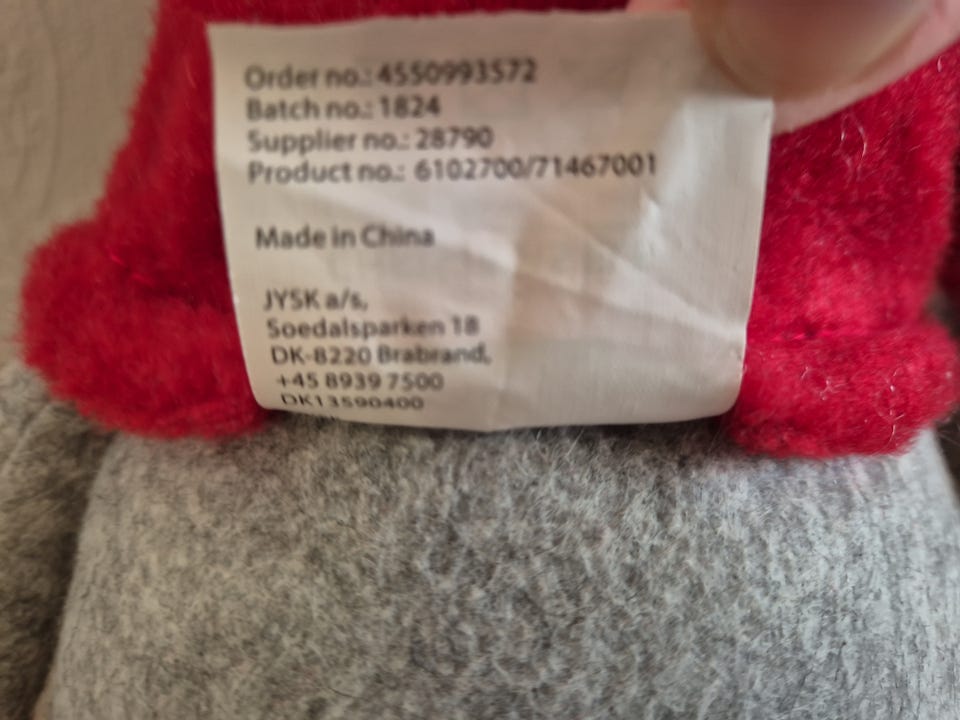 Order no.: 4550993572
Batch no.: 1824
Supplier no.: 28790
Product no.: 6102700/71467001
Made in China
JYSK a/s,
Soedalsparken 18
DK-8220 Brabrand,
+45 8939 7500
DK13590400